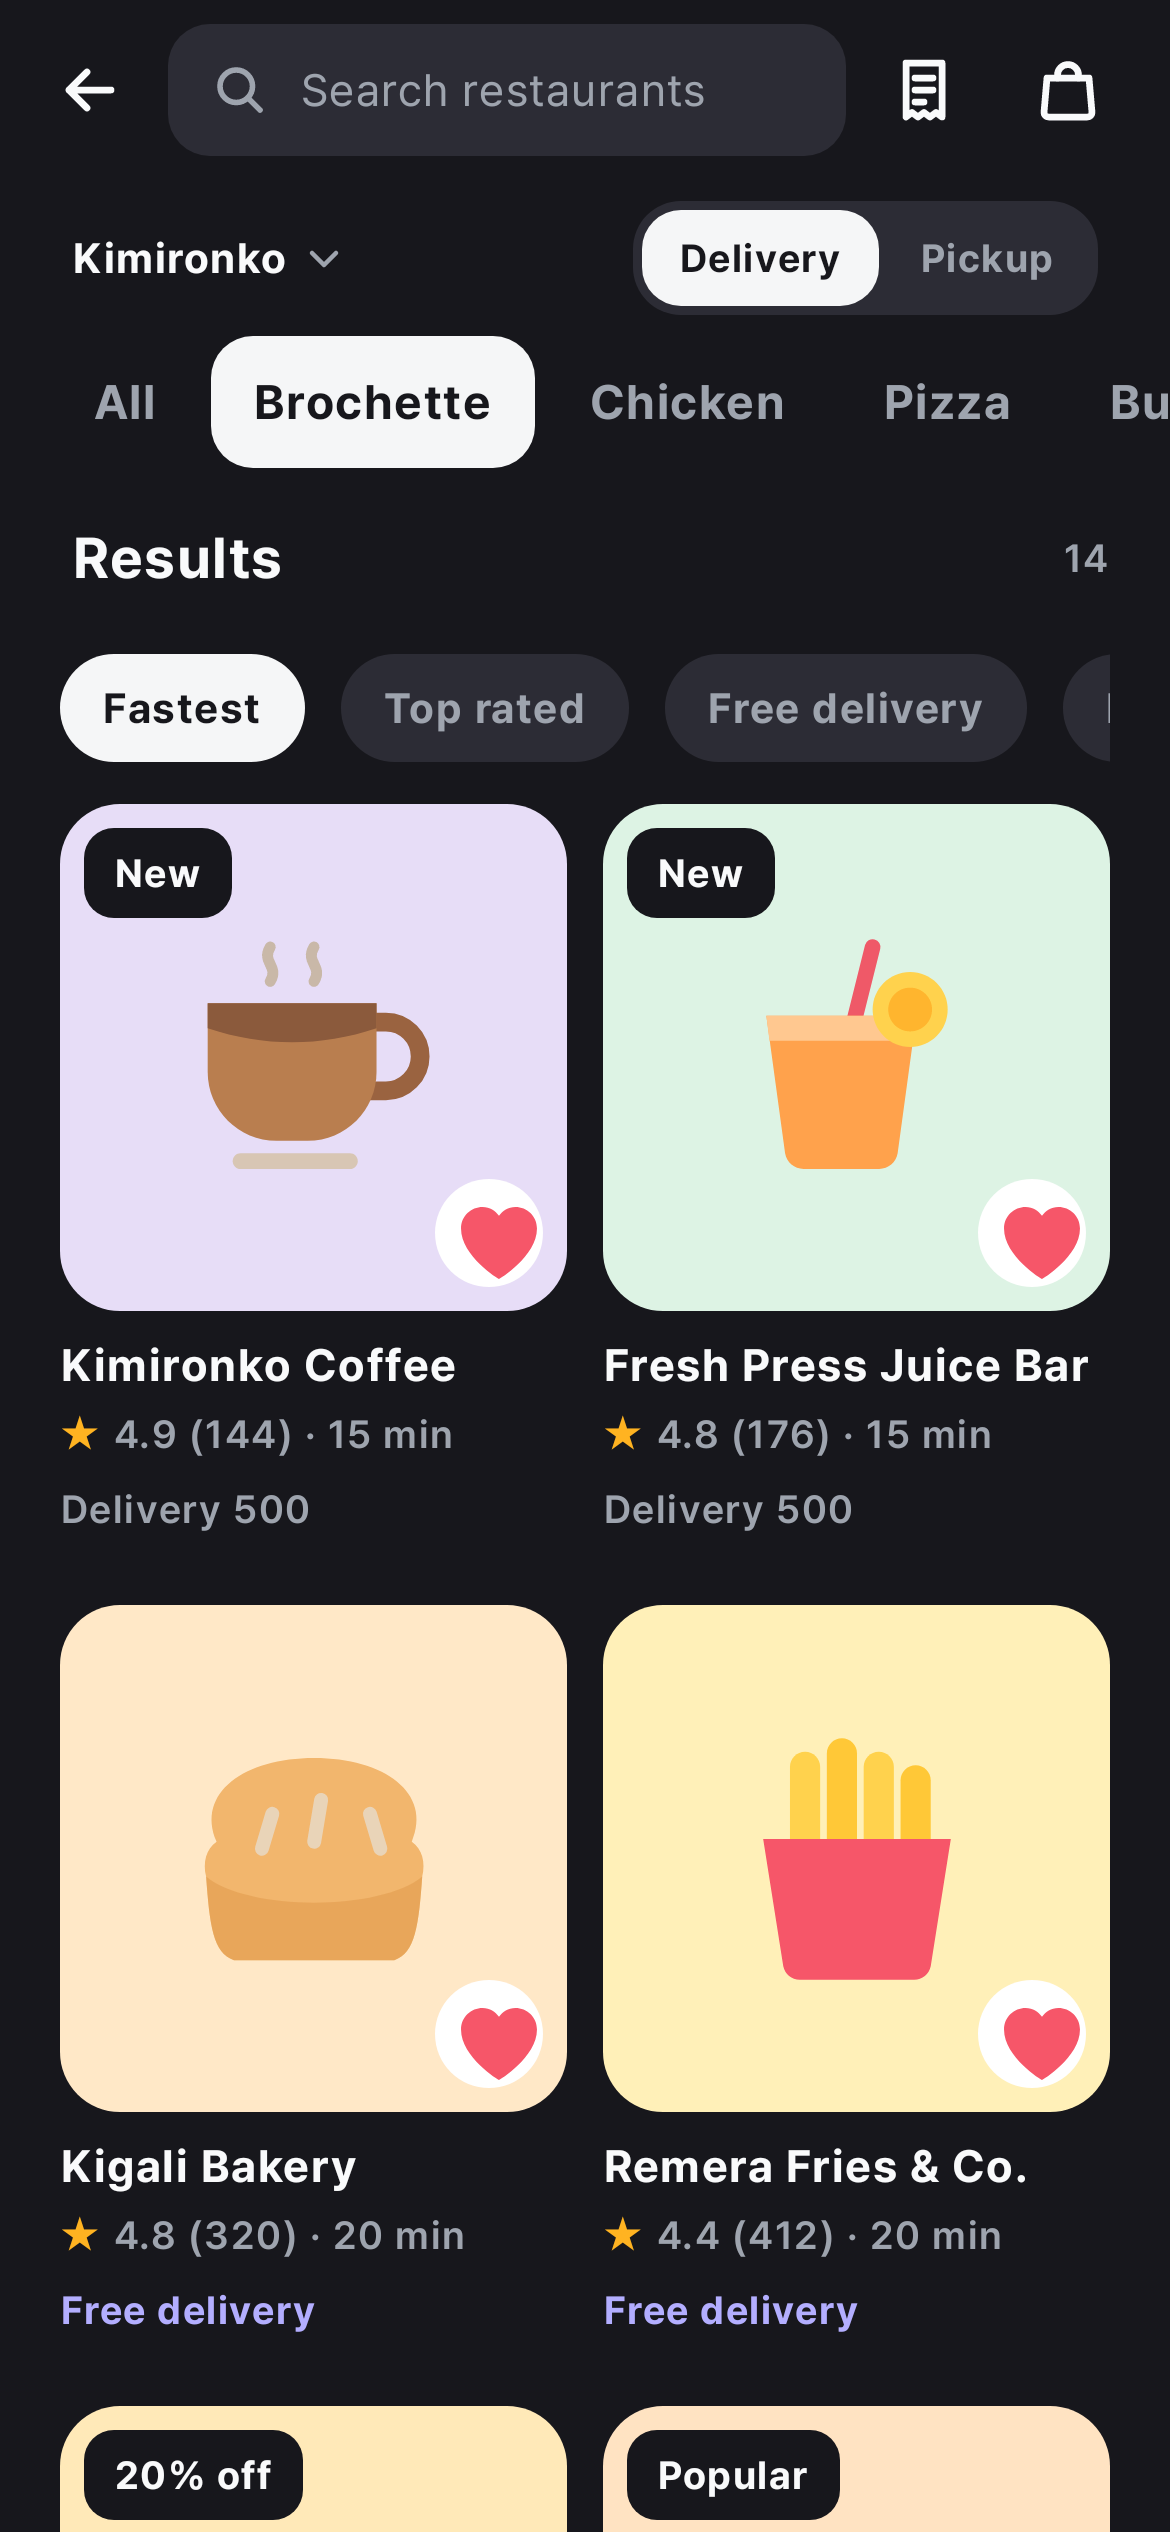 Search restaurants
Kimironko
Delivery Pickup
All Brochette Chicken Pizza Bu
Results 14
Fastest Top rated Free delivery
New New
Kimironko Coffee
★ 4.9 (144) · 15 min
Delivery 500
Fresh Press Juice Bar
★ 4.8 (176) · 15 min
Delivery 500
Kigali Bakery
★ 4.8 (320) · 20 min
Free delivery
Remera Fries & Co.
★ 4.4 (412) · 20 min
Free delivery
20% off
Popular